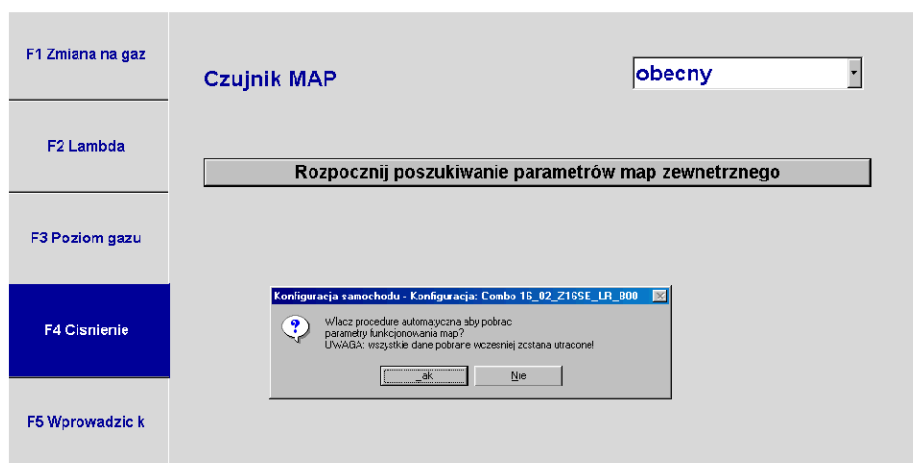 F1 Zmiana na gaz
Czujnik MAP
obecny
F2 Lambda
Rozpocznij poszukiwanie parametrów map zewnetrznego
F3 Poziom gazu
Konfiguracja samochodu - Konfiguracja: Combo 16_02_Z16SE_LR_800
Wlacz procedure automayczna aby pobrac
parametry funkcjonowania map?
UWAGA: wszystkie dane pobrane wczesniej zostana utracone!
F4 Cisnienie
_ak
Nie
F5 Wprowadzic k